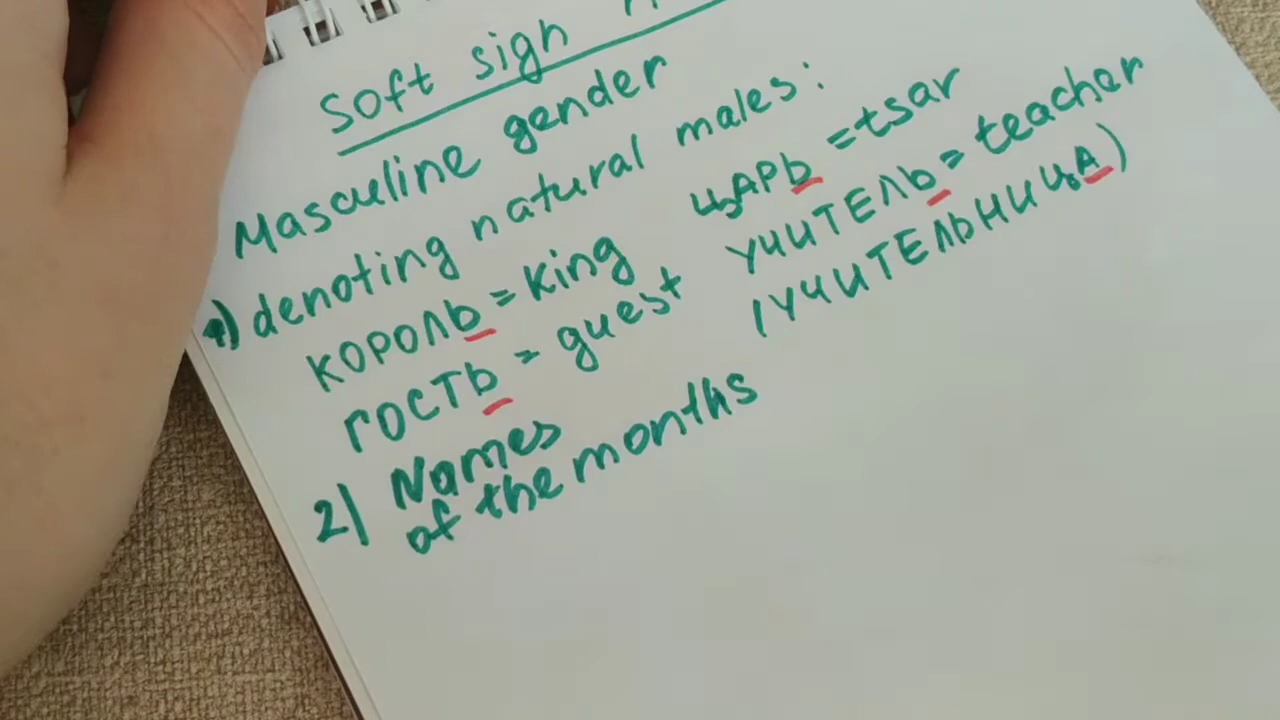 Soft sign
Masculine gender
1) denoting natural males:
КОРОЛЬ = King ЦАРЬ = tsar
ГОСТЬ = guest УЧИТЕЛЬ = teacher
(УЧИТЕЛЬНИЦА)
2) Names
of the months